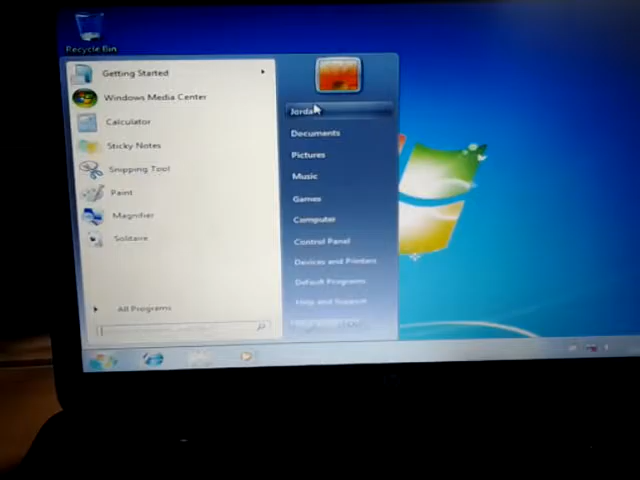 Recycle Bin
Getting Started
Windows Media Center
Calculator
Sticky Notes
Snipping Tool
Paint
Magnifier
Solitaire
All Programs
Jordan
Documents
Pictures
Music
Games
Computer
Control Panel
Devices and Printers
Default Programs
Help and Support